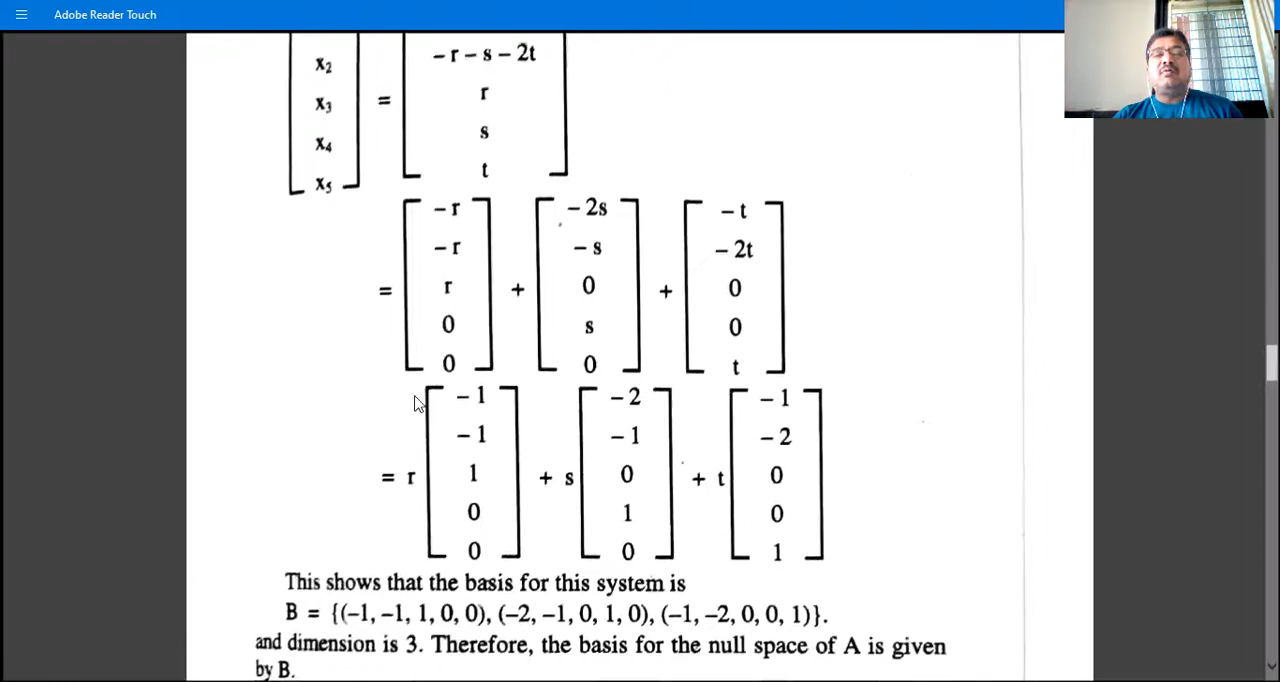 Adobe Reader Touch
x2 - r - s - 2t
x3 = r
x4 s
x5 t
- r - 2s - t
- r - s - 2t
= r + 0 + 0
0 s 0
0 0 t
- 1 - 2 - 1
- 1 - 1 - 2
= r 1 + s 0 + t 0
0 1 0
0 0 1
This shows that the basis for this system is
B = {(–1, –1, 1, 0, 0), (–2, –1, 0, 1, 0), (–1, –2, 0, 0, 1)}.
and dimension is 3. Therefore, the basis for the null space of A is given
by B.